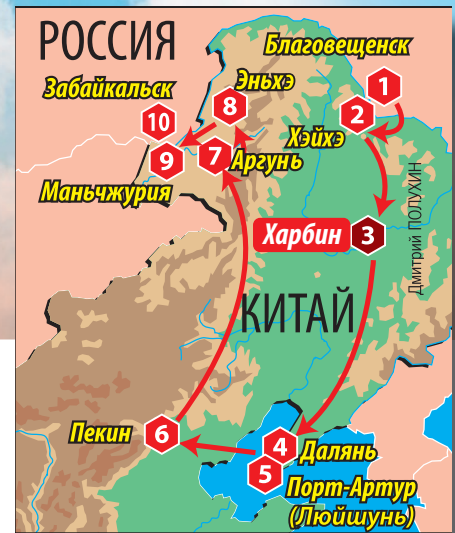 РОССИЯ
Благовещенск
1
Забайкальск
Эньхэ
8
2
10
Хэйхэ
9
7
Аргунь
Маньчжурия
Дмитрий ПОЛУХИН
Харбин
3
КИТАЙ
Пекин
6
4
Далянь
5
Порт-Артур
(Люйшунь)